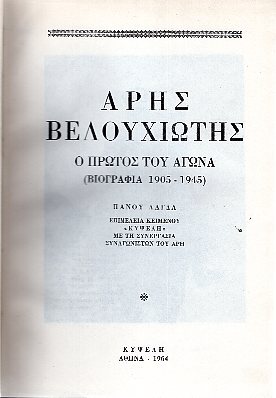 ΑΡΗΣ
ΒΕΛΟΥΧΙΩΤΗΣ
Ο ΠΡΩΤΟΣ ΤΟΥ ΑΓΩΝΑ
(ΒΙΟΓΡΑΦΙΑ 1905 - 1945)
ΠΑΝΟΥ ΛΑΓΔΑ
ΕΠΙΜΕΛΕΙΑ ΚΕΙΜΕΝΟΥ
«ΚΥΨΕΛΗ»
ΜΕ ΤΗ ΣΥΝΕΡΓΑΣΙΑ
ΣΥΝΑΓΩΝΙΣΤΩΝ ΤΟΥ ΑΡΗ
ΚΥΨΕΛΗ
ΑΘΗΝΑ - 1964